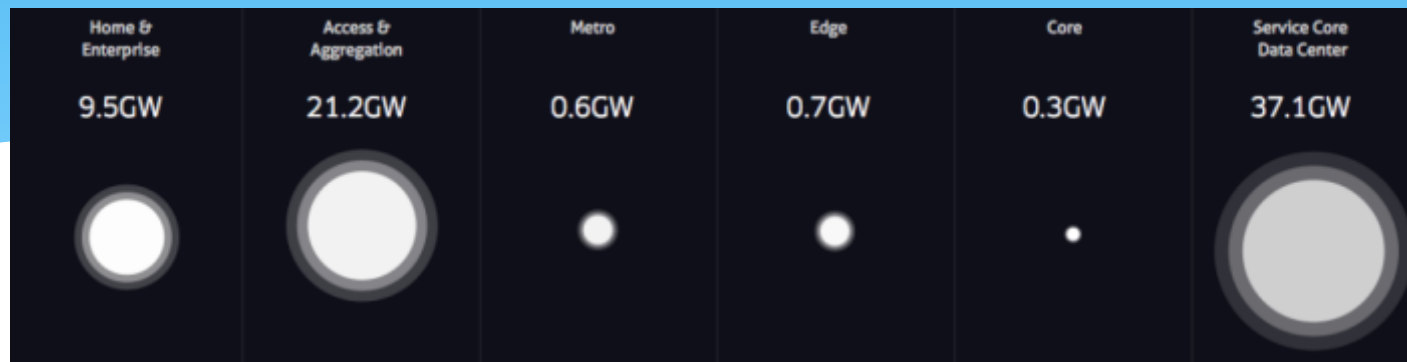 Home &
Enterprise
9.5GW
Access &
Aggregation
21.2GW
Metro
0.6GW
Edge
0.7GW
Core
0.3GW
Service Core
Data Center
37.1GW